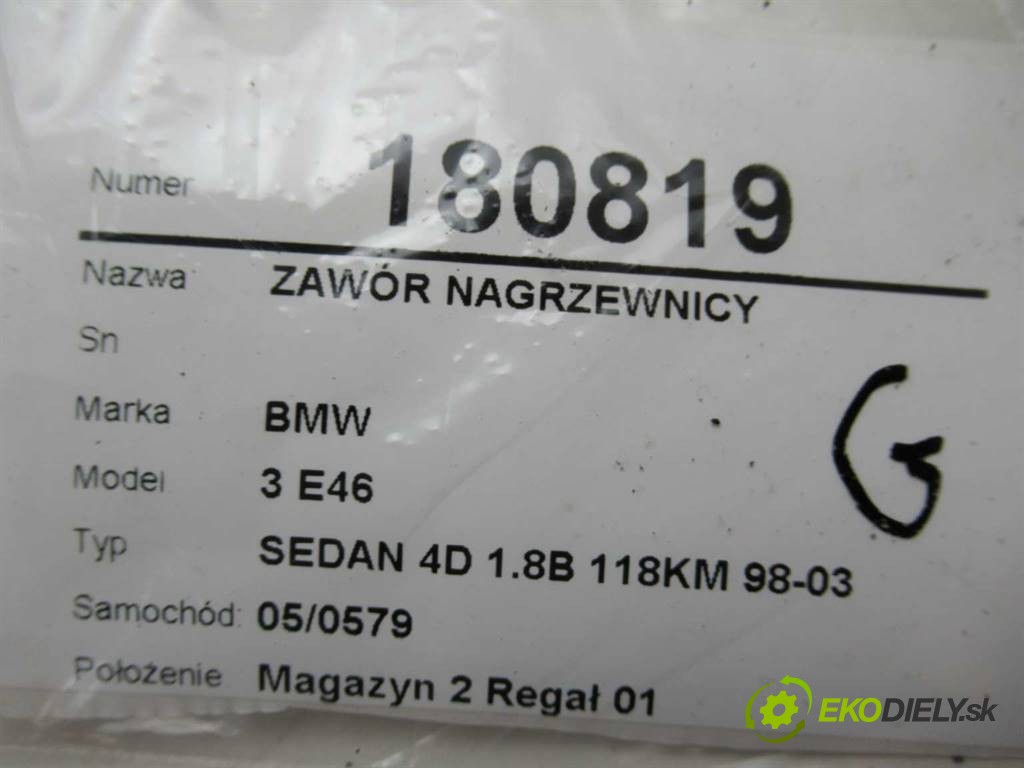 Numer 180819
Nazwa ZAWÓR NAGRZEWNICY
Sn
Marka BMW
Model 3 E46
Typ SEDAN 4D 1.8B 118KM 98-03
Samochód: 05/0579
Położenie Magazyn 2 Regał 01
G
EKODIELY.sk